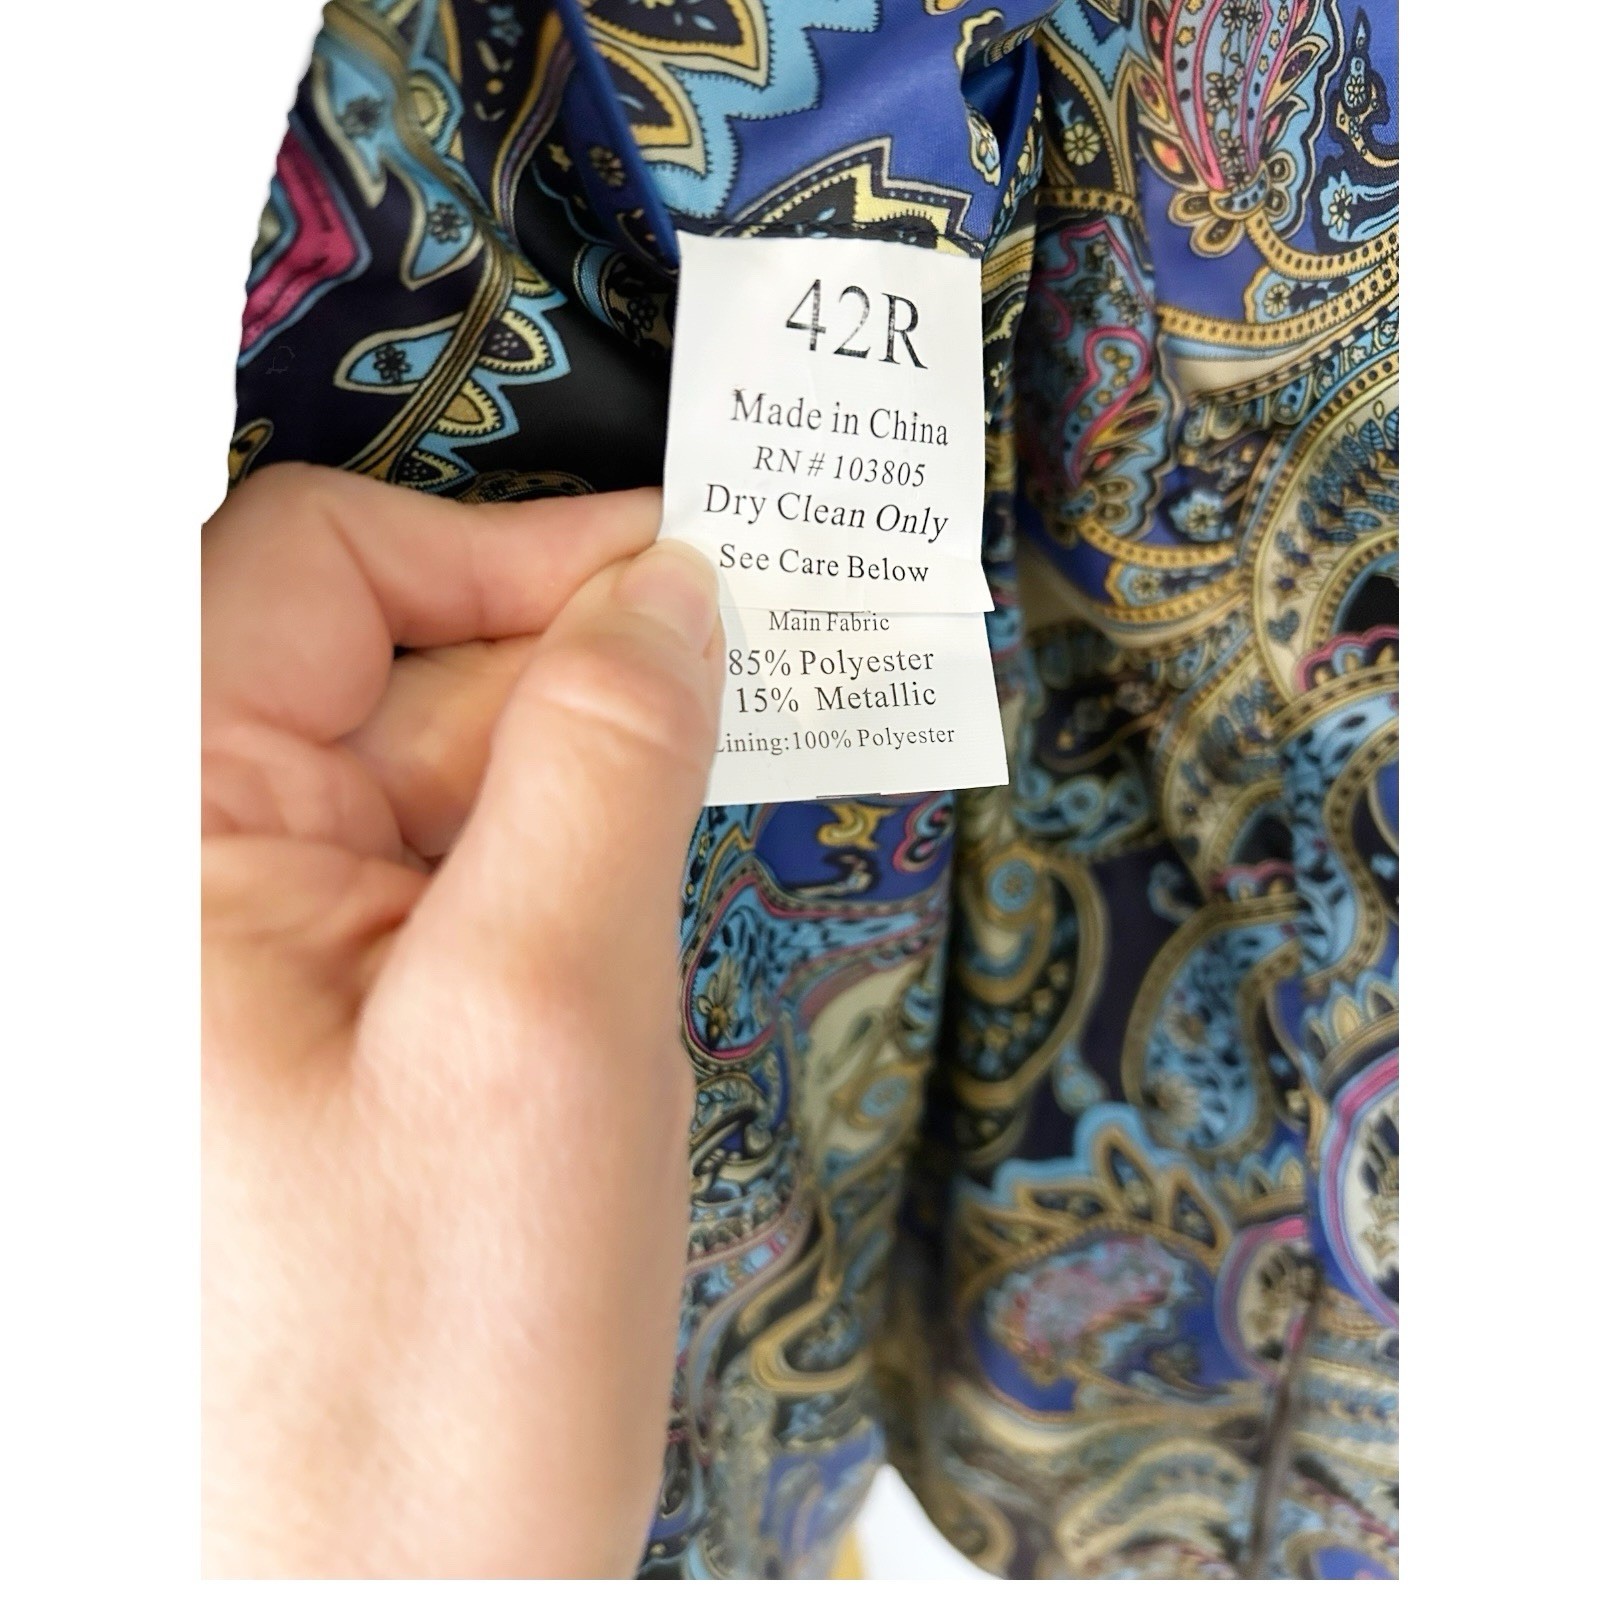 42R
Made in China
RN # 103805
Dry Clean Only
See Care Below
Main Fabric
85% Polyester
15% Metallic
Lining:100% Polyester